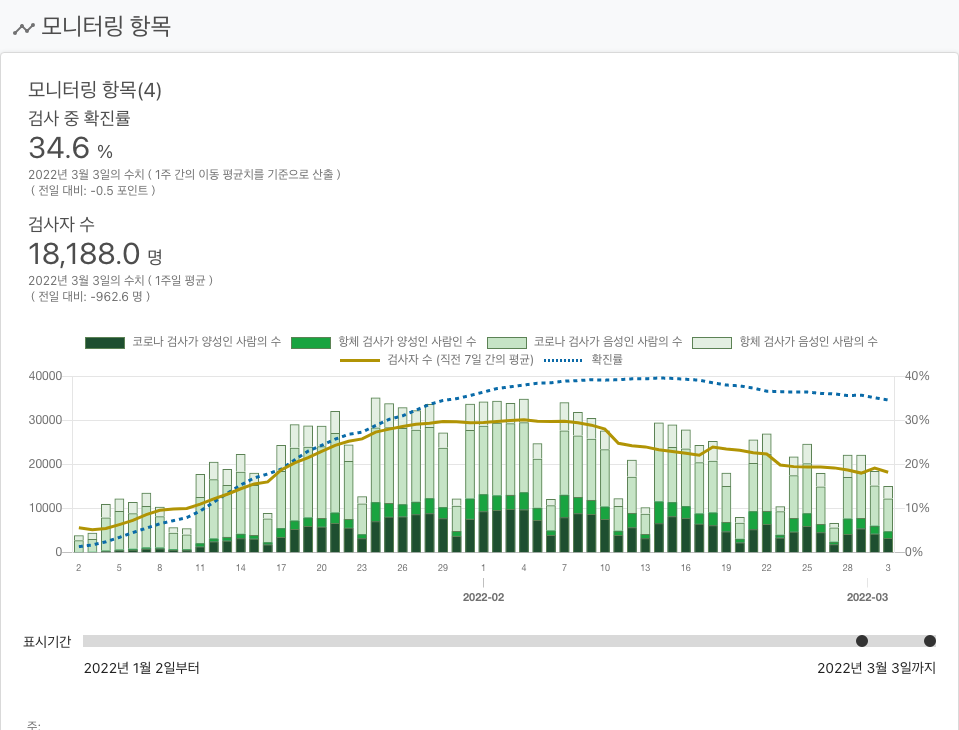 모니터링 항목
모니터링 항목(4)
검사 중 확진률
34.6 %
2022년 3월 3일의 수치 ( 1주 간의 이동 평균치를 기준으로 산출 )
( 전일 대비: -0.5 포인트 )
검사자 수
18,188.0 명
2022년 3월 3일의 수치 ( 1주일 평균 )
( 전일 대비: -962.6 명 )
코로나 검사가 양성인 사람의 수 항체 검사가 양성인 사람인 수 코로나 검사가 음성인 사람의 수 항체 검사가 음성인 사람의 수
검사자 수 (직전 7일 간의 평균) 확진률
40000 40%
30000 30%
20000 20%
10000 10%
0 0%
2 5 8 11 14 17 20 23 26 29 1 4 7 10 13 16 19 22 25 28 3
2022-02 2022-03
표시기간
2022년 1월 2일부터 2022년 3월 3일까지
주: